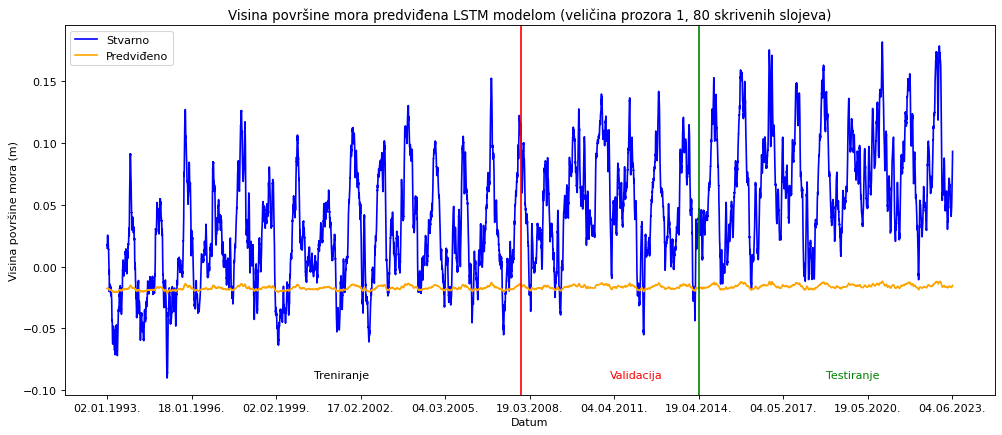 Visina površine mora predviđena LSTM modelom (veličina prozora 1, 80 skrivenih slojeva)
Stvarno
Predviđeno
Visina površine mora (m)
0.15
0.10
0.05
0.00
−0.05
−0.10
Treniranje
Validacija
Testiranje
02.01.1993.
18.01.1996.
02.02.1999.
17.02.2002.
04.03.2005.
19.03.2008.
04.04.2011.
19.04.2014.
04.05.2017.
19.05.2020.
04.06.2023.
Datum